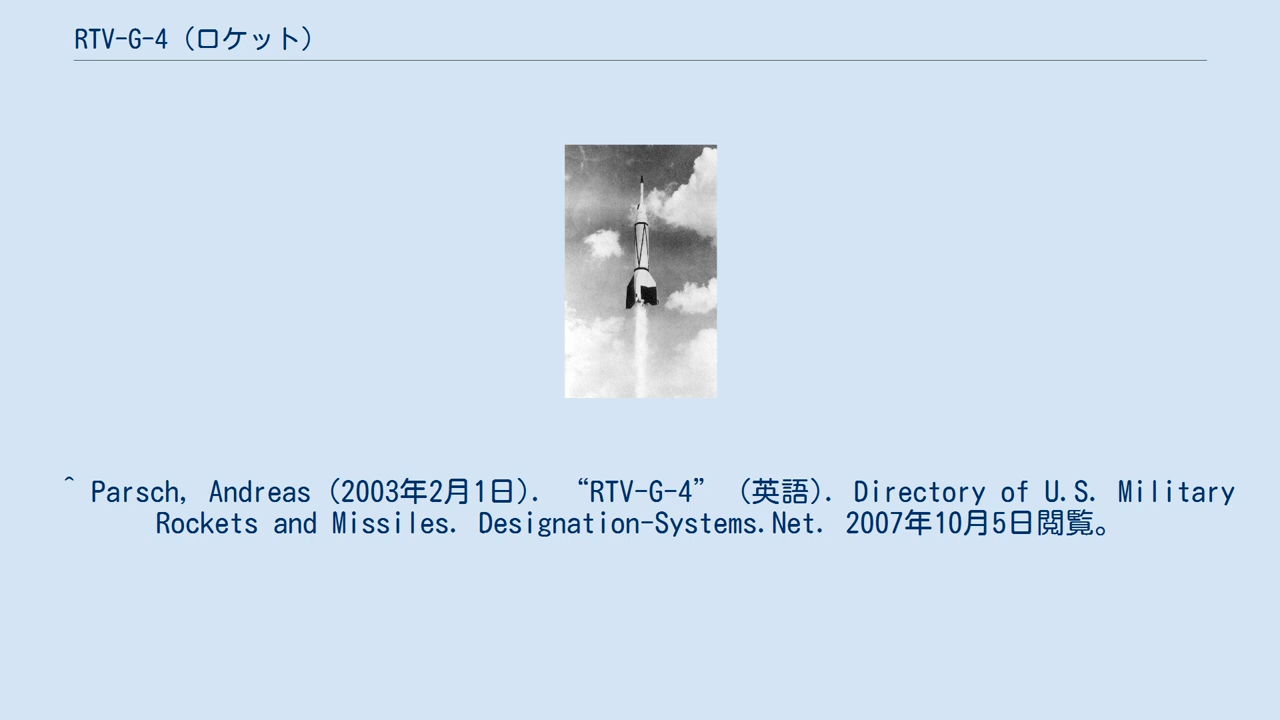 RTV-G-4（ロケット）
^ Parsch, Andreas (2003年2月1日). “RTV-G-4” (英語). Directory of U.S. Military
Rockets and Missiles. Designation-Systems.Net. 2007年10月5日閲覧。